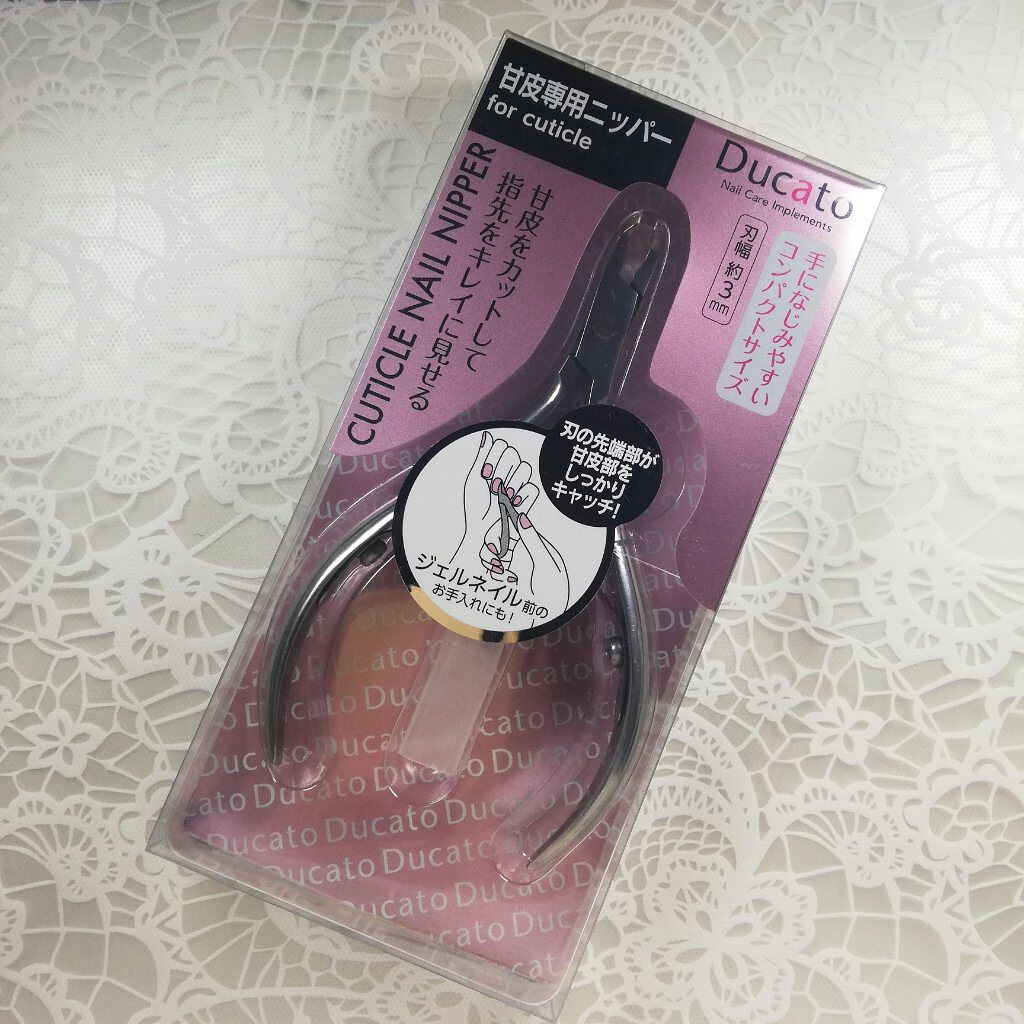 甘皮専用ニッパー
for cuticle
Ducato
Nail Care Implements
刃幅 約3mm
手になじみやすい
コンパクトサイズ
CUTICLE NAIL NIPPER
甘皮をカットして
指先をキレイに見せる
刃の先端部が
甘皮部を
しっかり
キャッチ!
ジェルネイル前の
お手入れにも!
Ducato
Ducato
Ducato Ducato
Ducato Ducato
Ducato Ducato